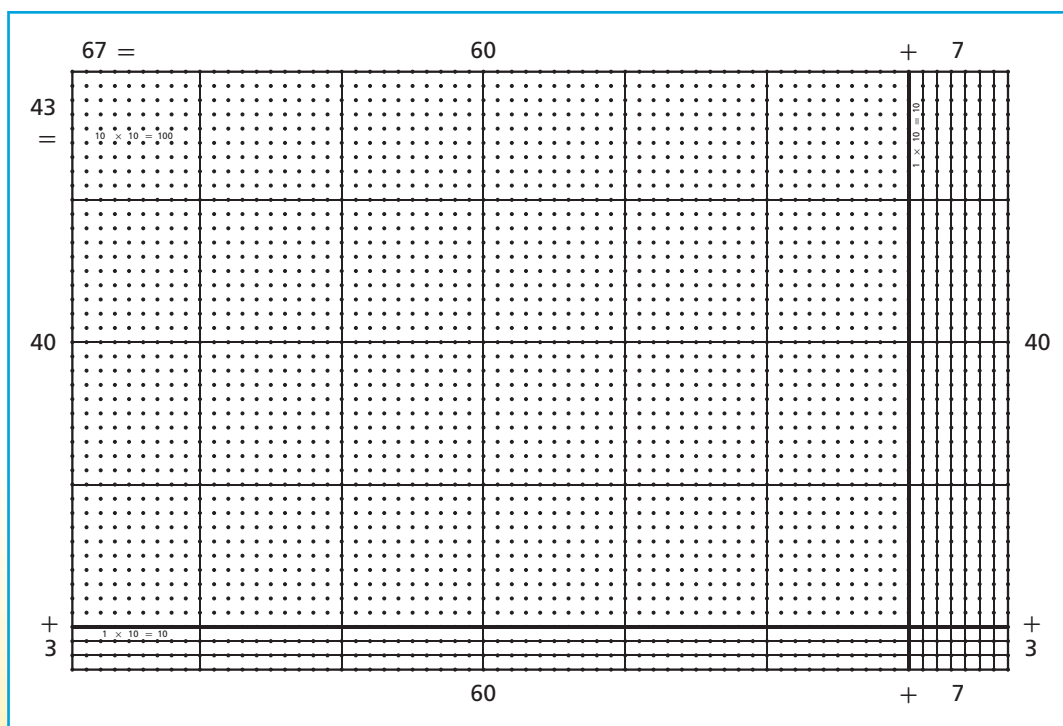 67 = 60 + 7
43
=
10 × 10 = 100
1 × 10 = 10
40 40
+ +
1 × 10 = 10
3 3
60 + 7